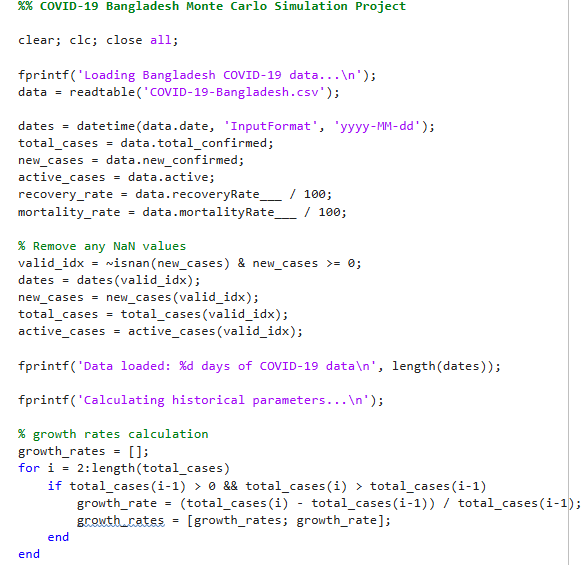 %% COVID-19 Bangladesh Monte Carlo Simulation Project
clear; clc; close all;
fprintf('Loading Bangladesh COVID-19 data...\n');
data = readtable('COVID-19-Bangladesh.csv');
dates = datetime(data.date, 'InputFormat', 'yyyy-MM-dd');
total_cases = data.total_confirmed;
new_cases = data.new_confirmed;
active_cases = data.active;
recovery_rate = data.recoveryRate___ / 100;
mortality_rate = data.mortalityRate___ / 100;
% Remove any NaN values
valid_idx = ~isnan(new_cases) & new_cases >= 0;
dates = dates(valid_idx);
new_cases = new_cases(valid_idx);
total_cases = total_cases(valid_idx);
active_cases = active_cases(valid_idx);
fprintf('Data loaded: %d days of COVID-19 data\n', length(dates));
fprintf('Calculating historical parameters...\n');
% growth rates calculation
growth_rates = [];
for i = 2:length(total_cases)
    if total_cases(i-1) > 0 && total_cases(i) > total_cases(i-1)
        growth_rate = (total_cases(i) - total_cases(i-1)) / total_cases(i-1);
        growth_rates = [growth_rates; growth_rate];
    end
end